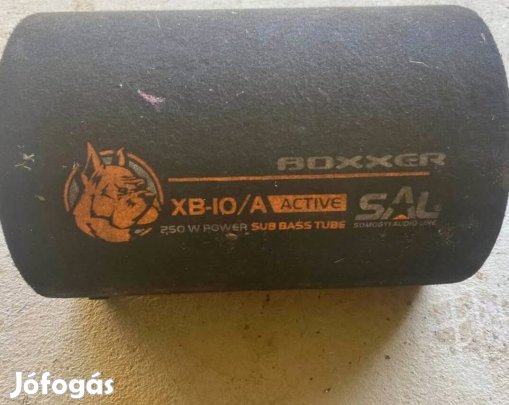 BOXXER
XB-10/A ACTIVE
250 W POWER SUB BASS TUBE
SAL
SOMOGYI AUDIO LINE
Jófogás